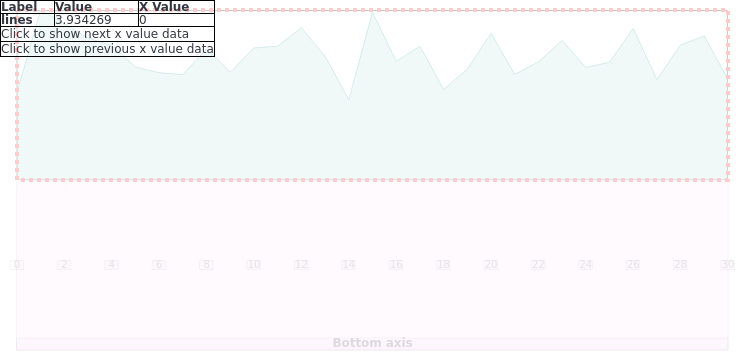 Label Value X Value
lines 3.934269 0
Click to show next x value data
Click to show previous x value data
0 2 4 6 8 10 12 14 16 18 20 22 24 26 28 30
Bottom axis